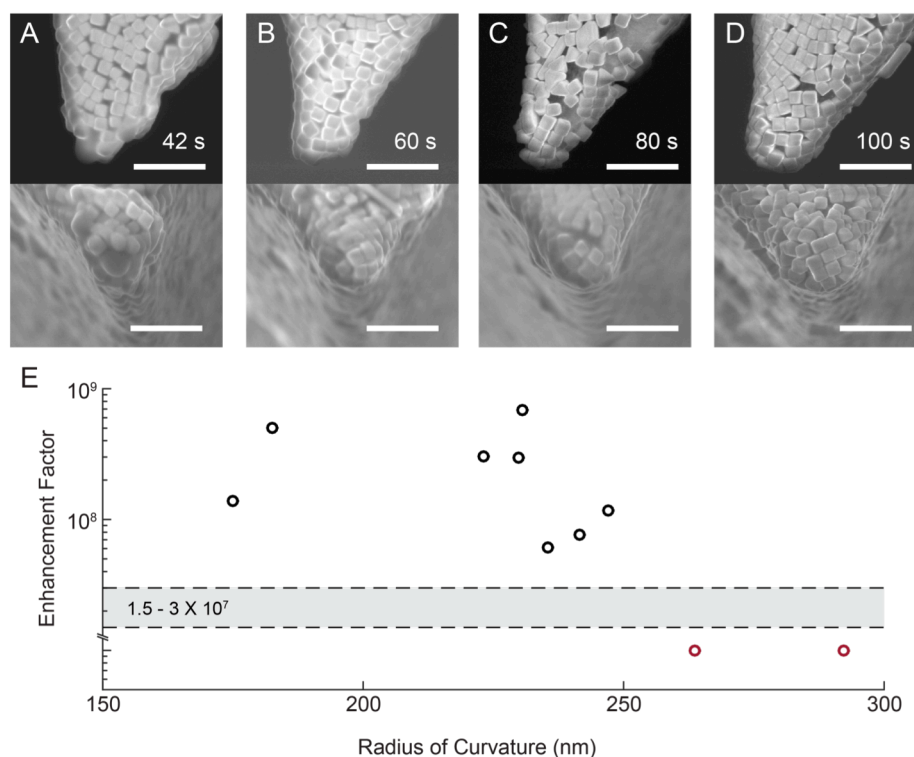 A
42 s
B
60 s
C
80 s
D
100 s
E
10⁹
10⁸
Enhancement Factor
1.5 - 3 X 10⁷
150
200
250
300
Radius of Curvature (nm)